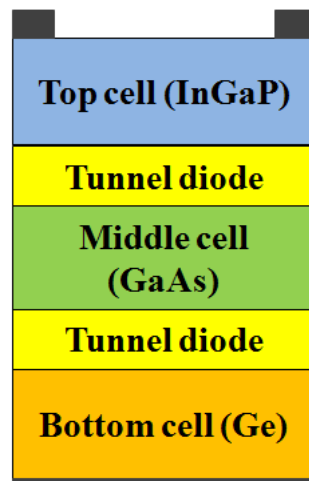 Top cell (InGaP)
Tunnel diode
Middle cell
(GaAs)
Tunnel diode
Bottom cell (Ge)